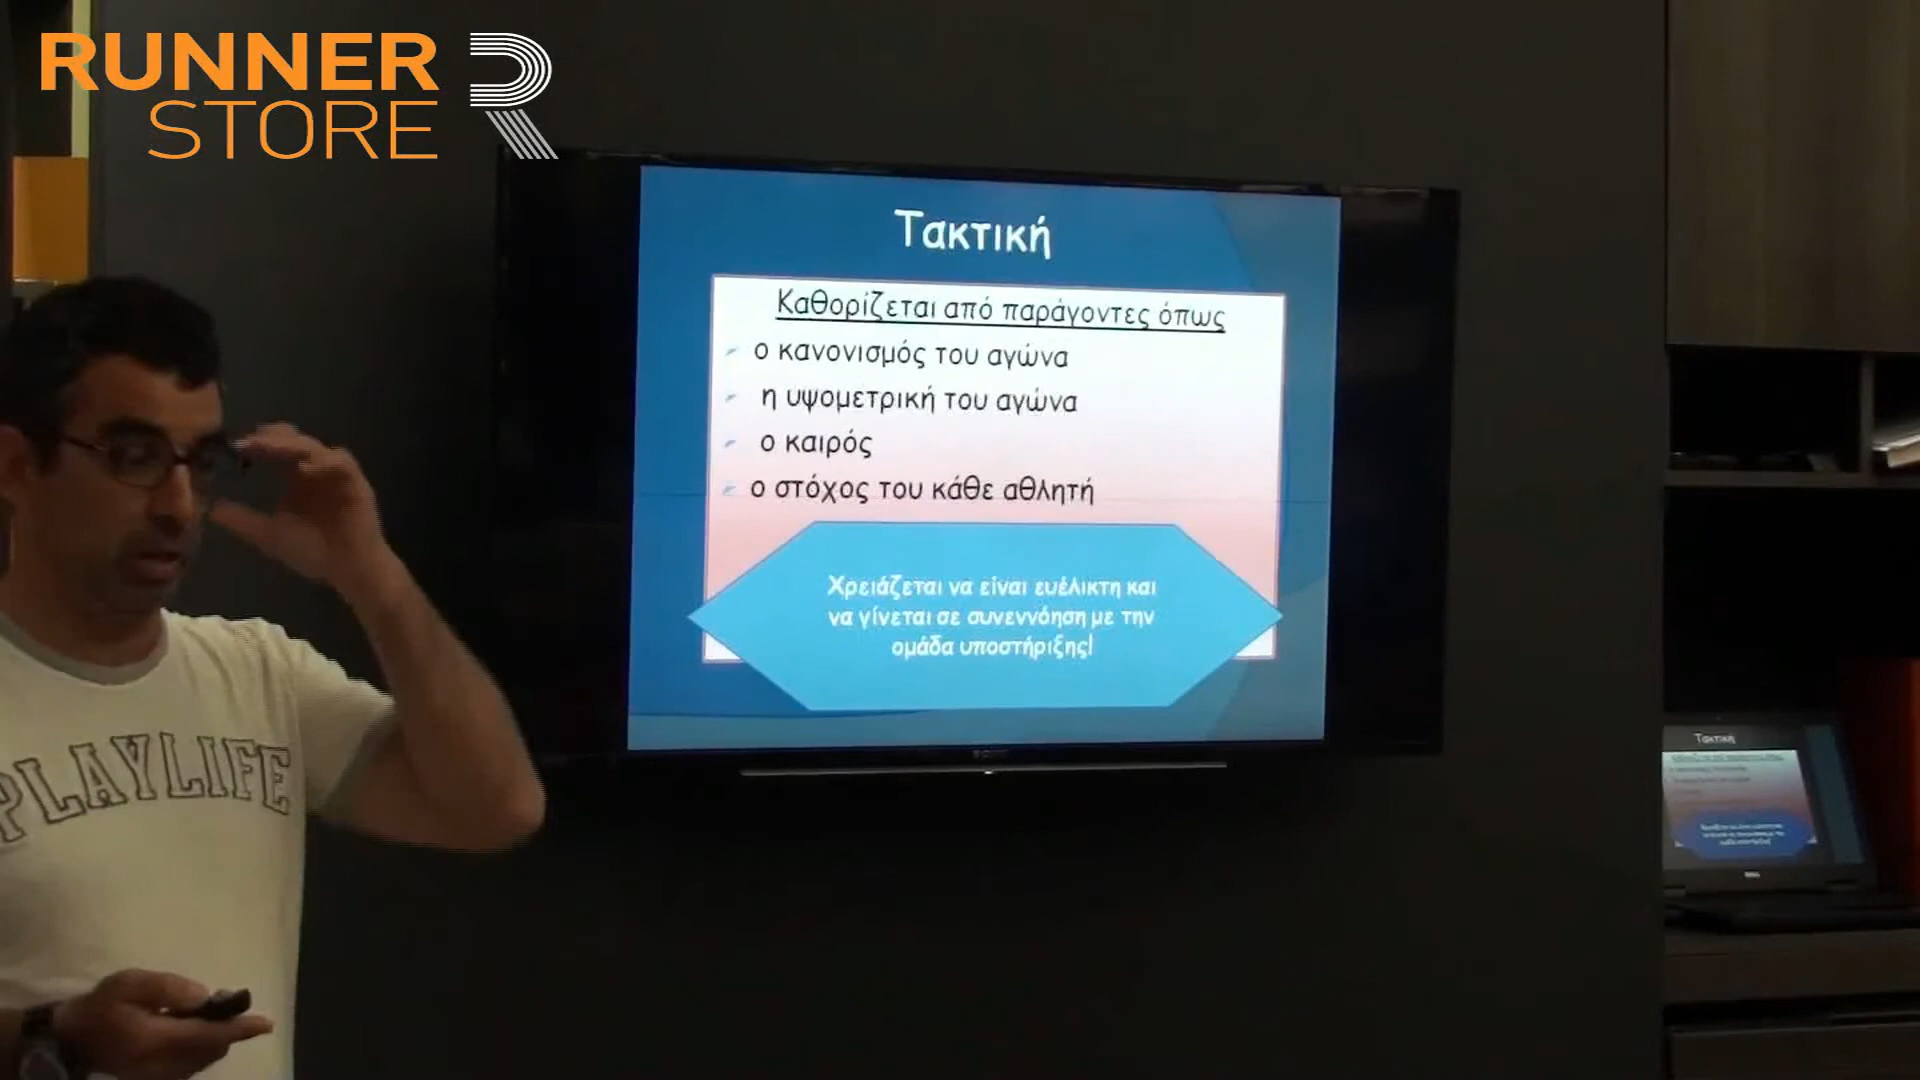 RUNNER
STORE
Τακτική
Καθορίζεται από παράγοντες όπως
ο κανονισμός του αγώνα
η υψομετρική του αγώνα
ο καιρός
ο στόχος του κάθε αθλητή
Χρειάζεται να είναι ευέλικτη και
να γίνεται σε συνεννόηση με την
ομάδα υποστήριξης!
PLAYLIFE
Τακτική